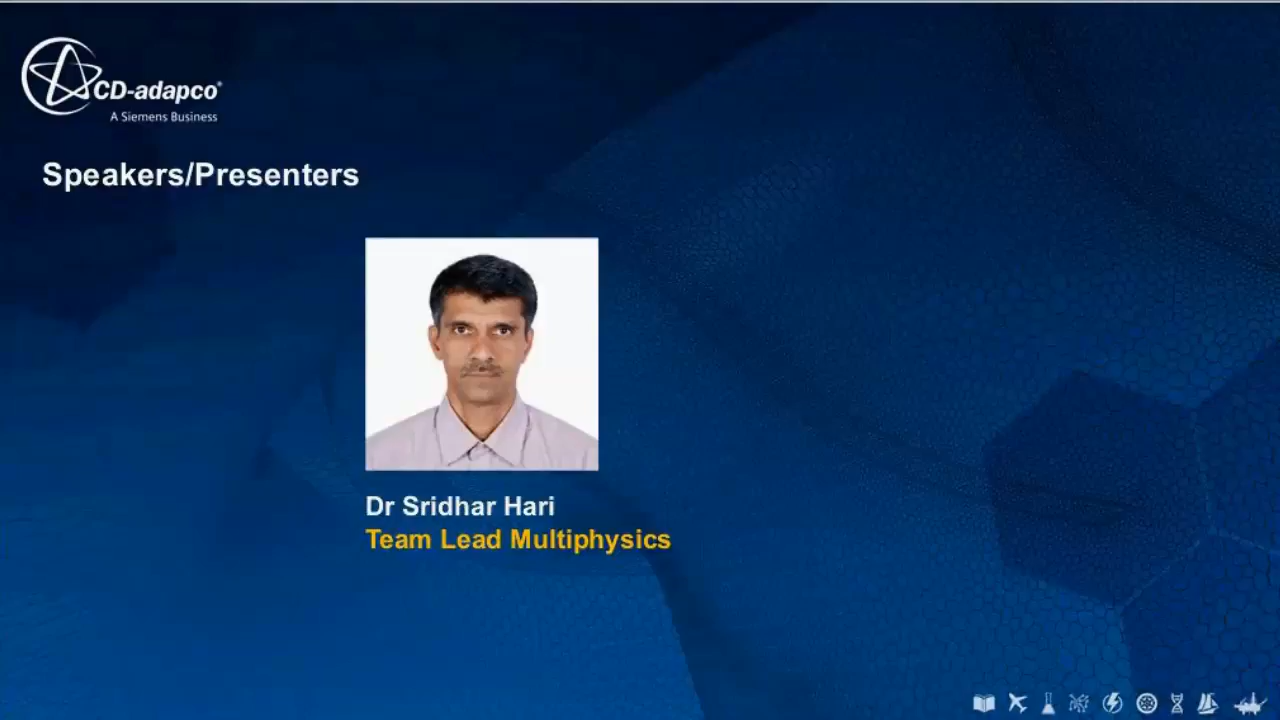 CD-adapco®
A Siemens Business
Speakers/Presenters
Dr Sridhar Hari
Team Lead Multiphysics